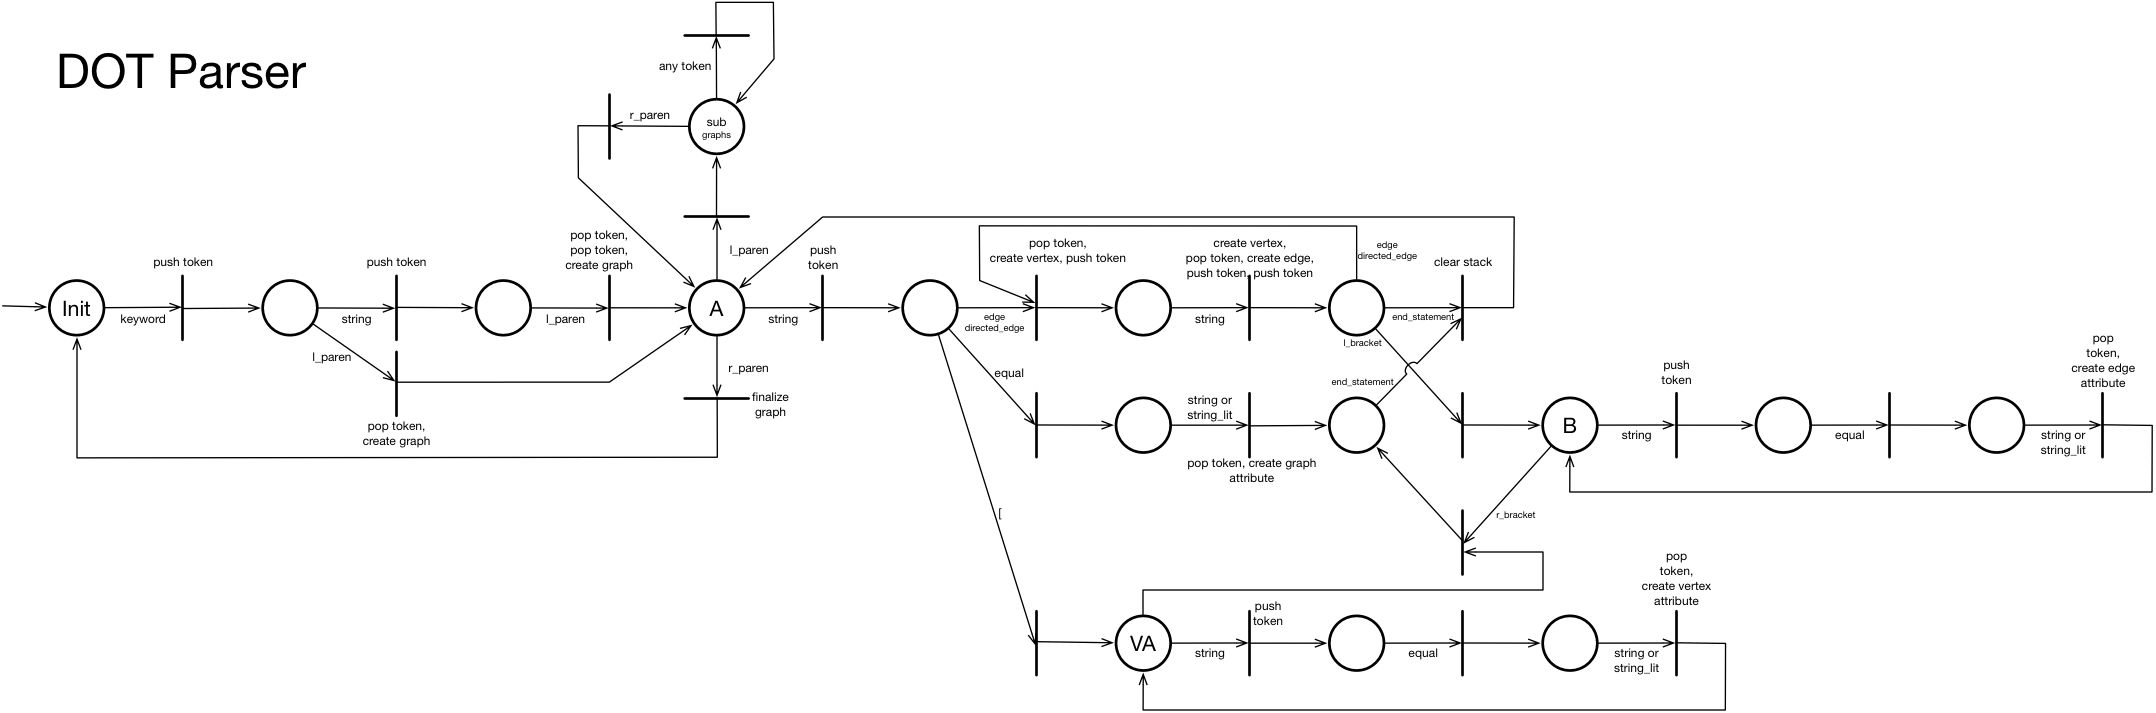 DOT Parser
any token
r_paren
sub
graphs
l_paren
pop token,
pop token,
create graph
push token
push token
Init
keyword
string
l_paren
l_paren
pop token,
create graph
A
r_paren
finalize
graph
push
token
string
pop token,
create vertex, push token
edge
directed_edge
create vertex,
pop token, create edge,
push token, push token
string
edge
directed_edge
clear stack
end_statement
l_bracket
equal
string or
string_lit
pop token, create graph
attribute
end_statement
B
push
token
string
equal
pop
token,
create edge
attribute
string or
string_lit
r_bracket
[
VA
push
token
string
equal
pop
token,
create vertex
attribute
string or
string_lit